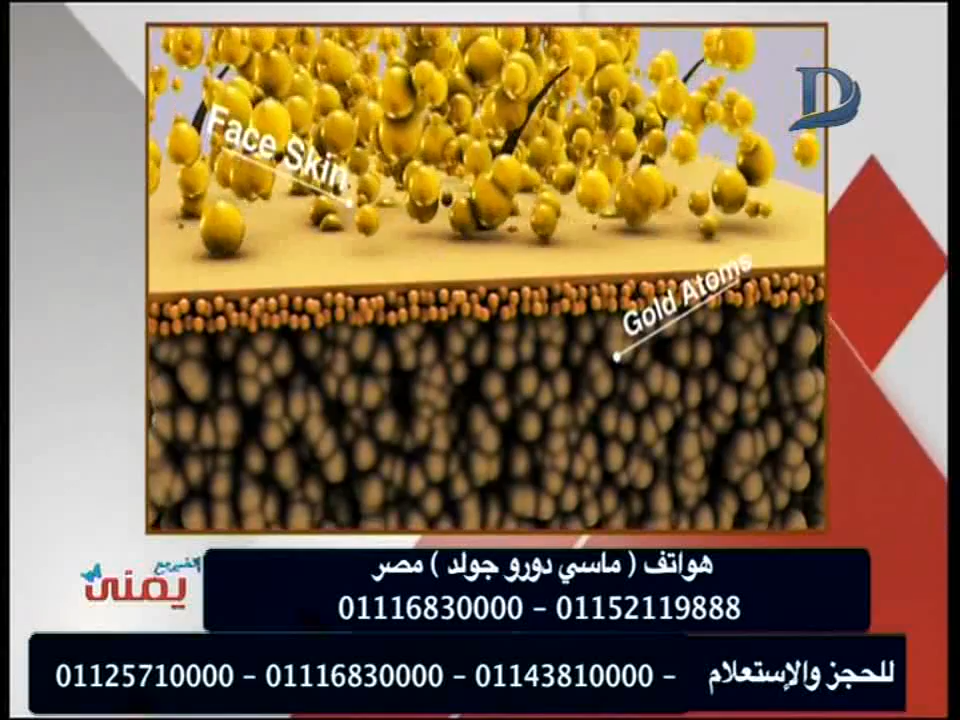 D
Face Skin
Gold Atoms
هواتف ( ماسي دورو جولد ) مصر
01116830000 - 01152119888
يمنى
للحجز والإستعلام - 01143810000 - 01116830000 - 01125710000